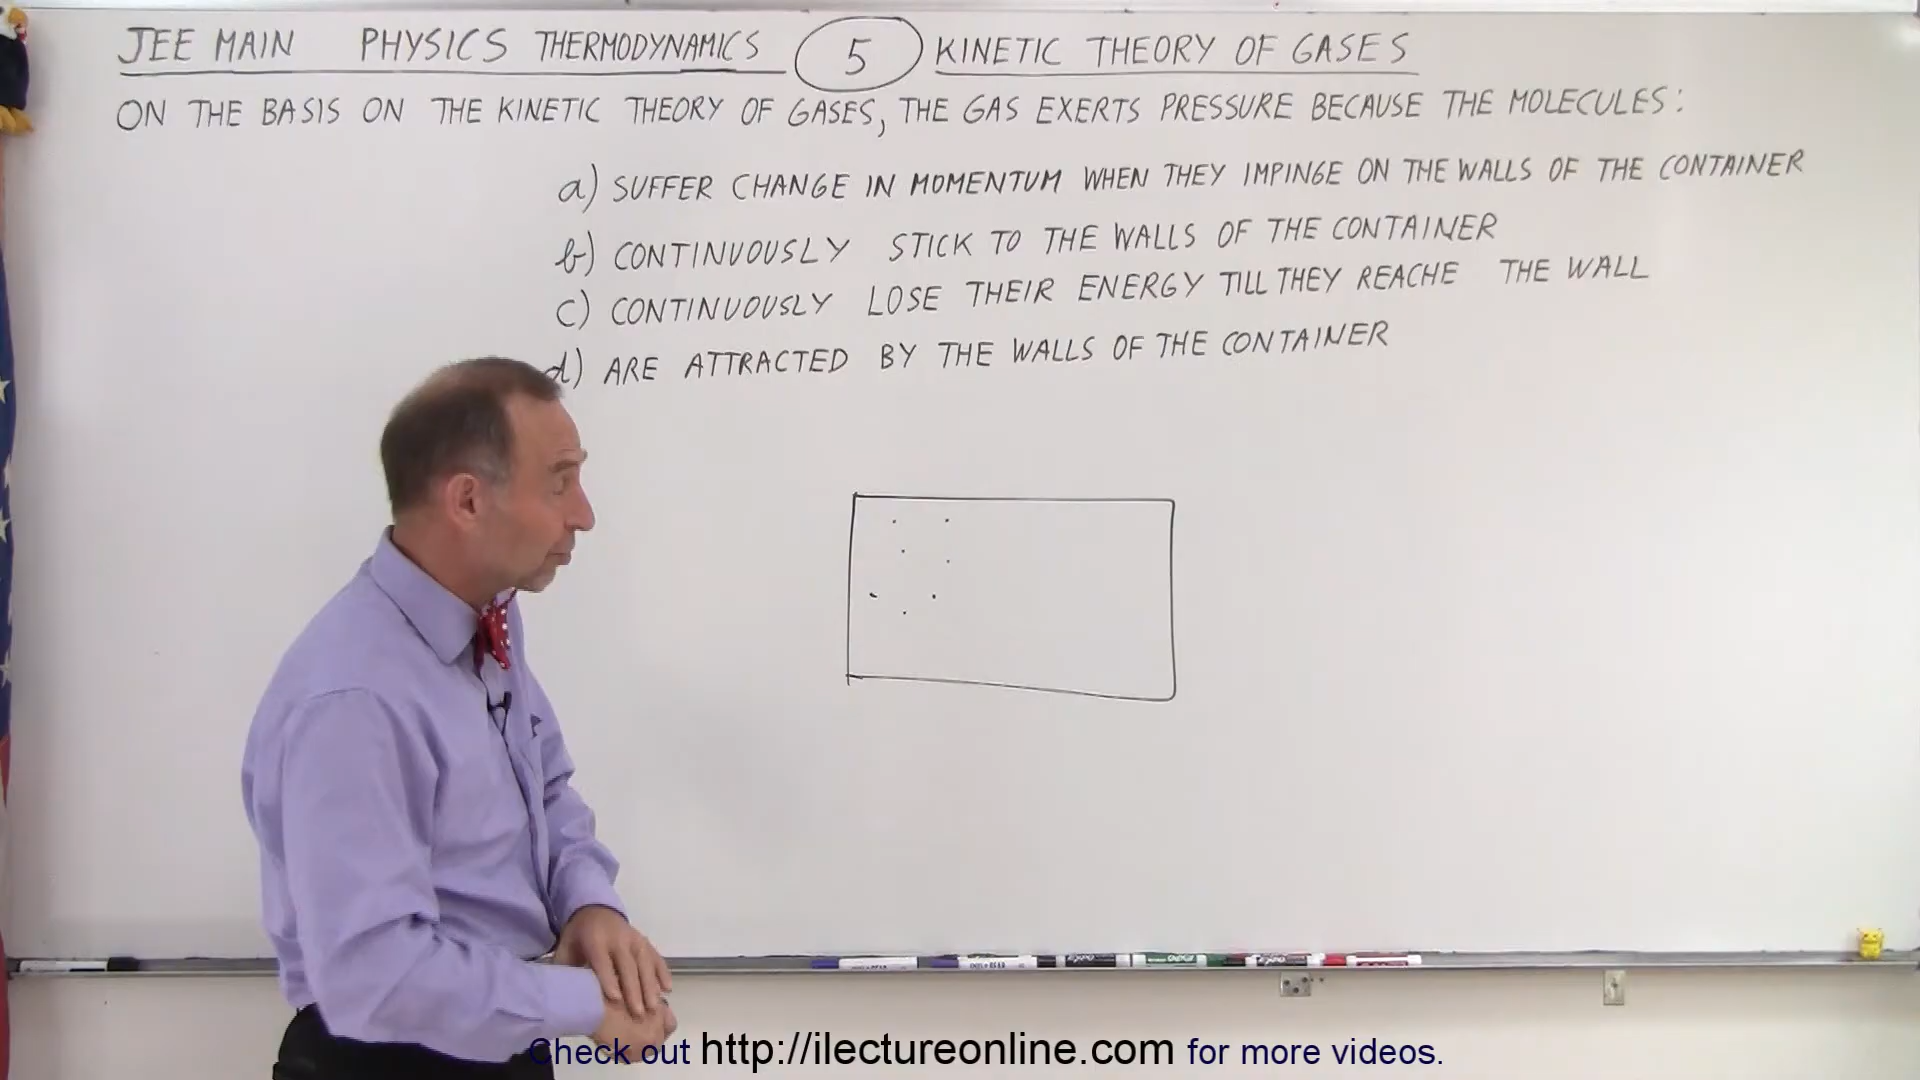 JEE MAIN PHYSICS THERMODYNAMICS 5 KINETIC THEORY OF GASES
ON THE BASIS ON THE KINETIC THEORY OF GASES, THE GAS EXERTS PRESSURE BECAUSE THE MOLECULES:
a) SUFFER CHANGE IN MOMENTUM WHEN THEY IMPINGE ON THE WALLS OF THE CONTAINER
b) CONTINUOUSLY STICK TO THE WALLS OF THE CONTAINER
c) CONTINUOUSLY LOSE THEIR ENERGY TILL THEY REACHE THE WALL
d) ARE ATTRACTED BY THE WALLS OF THE CONTAINER
Check out http://ilectureonline.com for more videos.